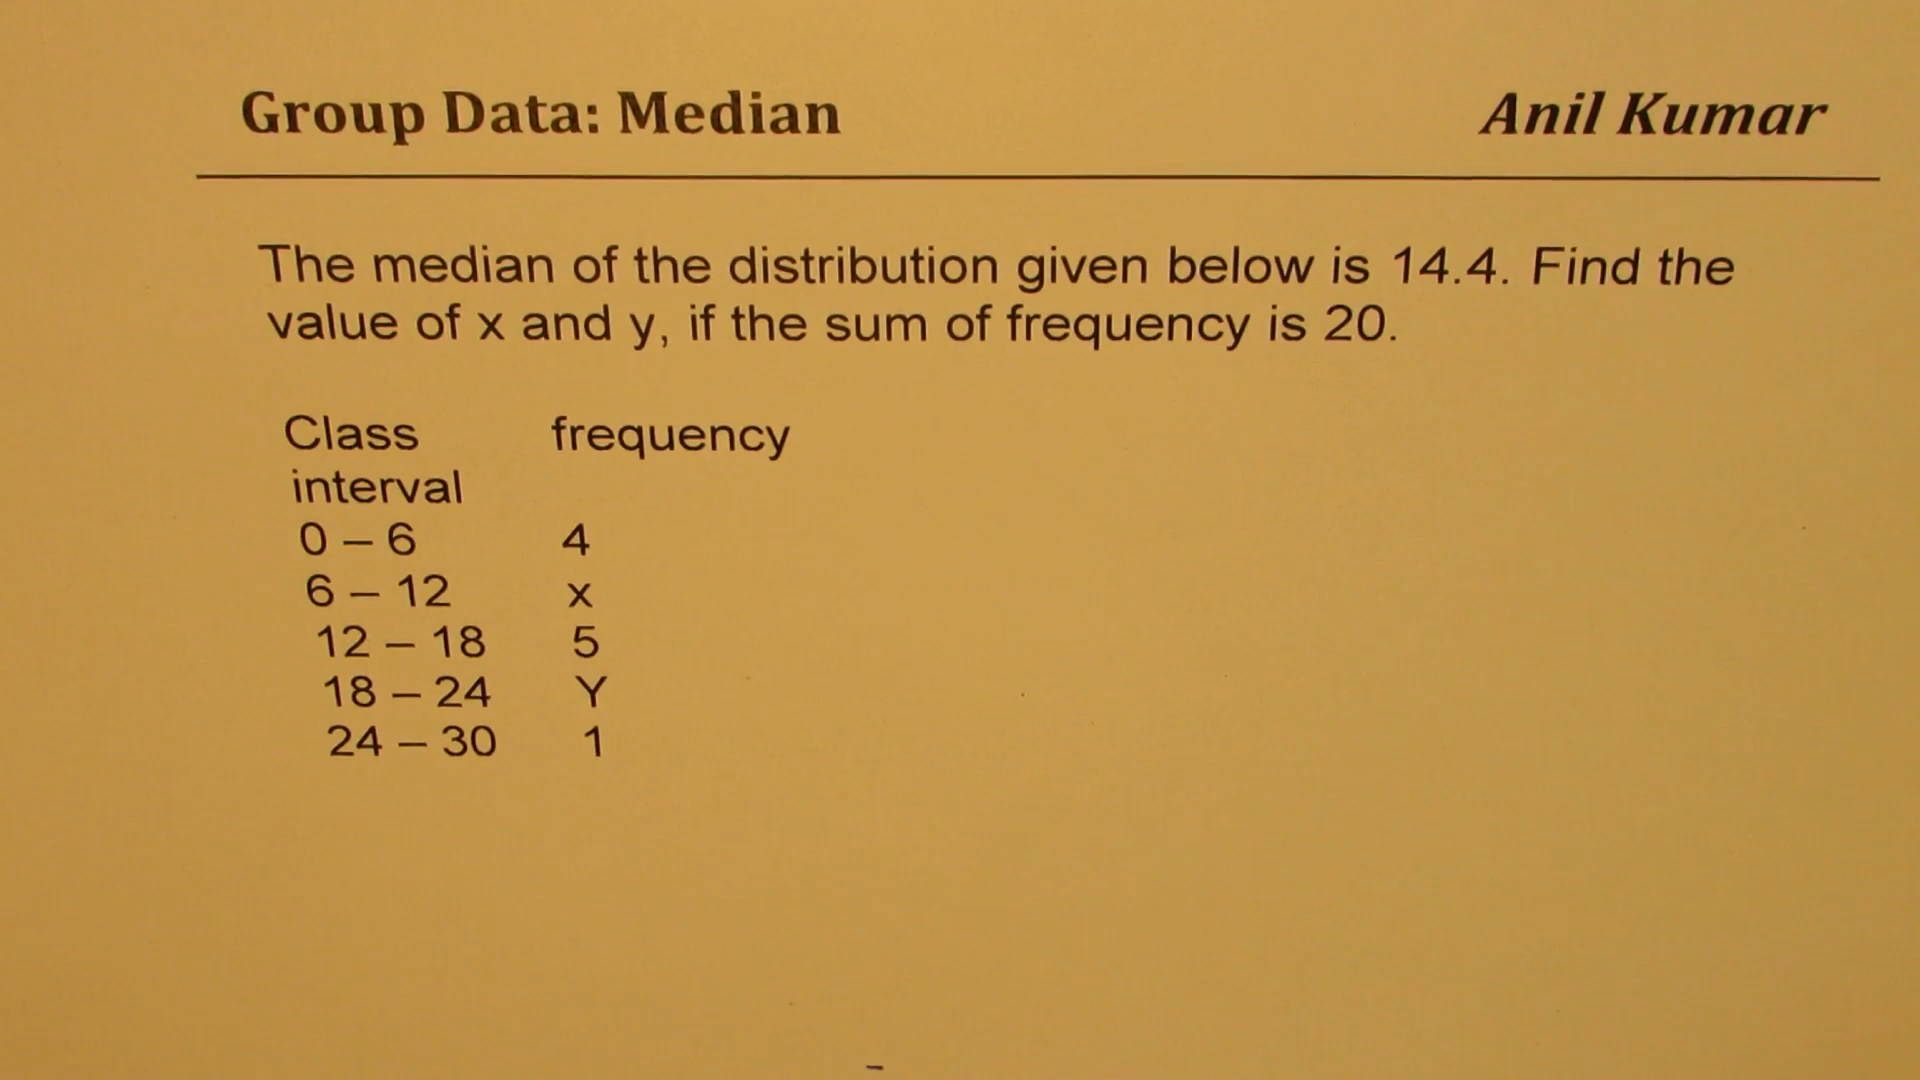 Group Data: Median
Anil Kumar
The median of the distribution given below is 14.4. Find the
value of x and y, if the sum of frequency is 20.
Class frequency
interval
0 – 6 4
6 – 12 x
12 – 18 5
18 – 24 Y
24 – 30 1